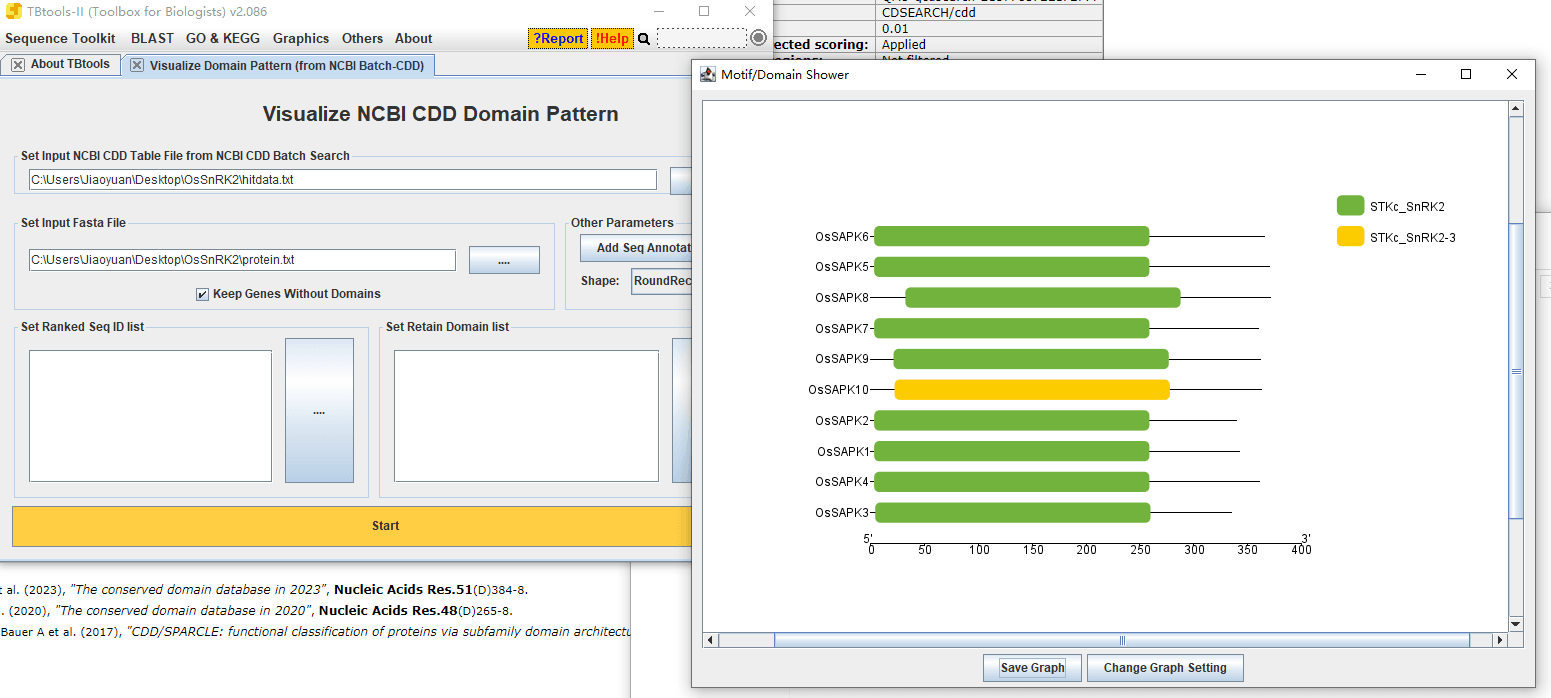 TBtools-II (Toolbox for Biologists) v2.086
Sequence Toolkit BLAST GO & KEGG Graphics Others About ?Report !Help
About TBtools Visualize Domain Pattern (from NCBI Batch-CDD)
Visualize NCBI CDD Domain Pattern
Set Input NCBI CDD Table File from NCBI CDD Batch Search
C:\Users\Jiaoyuan\Desktop\OsSnRK2\hitdata.txt
Set Input Fasta File
C:\Users\Jiaoyuan\Desktop\OsSnRK2\protein.txt
....
Keep Genes Without Domains
Other Parameters
Add Seq Annotat
Shape: RoundRec
Set Ranked Seq ID list
....
Set Retain Domain list
Start
t al. (2023), "The conserved domain database in 2023", Nucleic Acids Res.51(D)384-8.
. (2020), "The conserved domain database in 2020", Nucleic Acids Res.48(D)265-8.
Bauer A et al. (2017), "CDD/SPARCLE: functional classification of proteins via subfamily domain architectu
CDSEARCH/cdd
0.01
ected scoring: Applied
Motif/Domain Shower
STKc_SnRK2
STKc_SnRK2-3
OsSAPK6
OsSAPK5
OsSAPK8
OsSAPK7
OsSAPK9
OsSAPK10
OsSAPK2
OsSAPK1
OsSAPK4
OsSAPK3
5' 3'
0 50 100 150 200 250 300 350 400
Save Graph Change Graph Setting